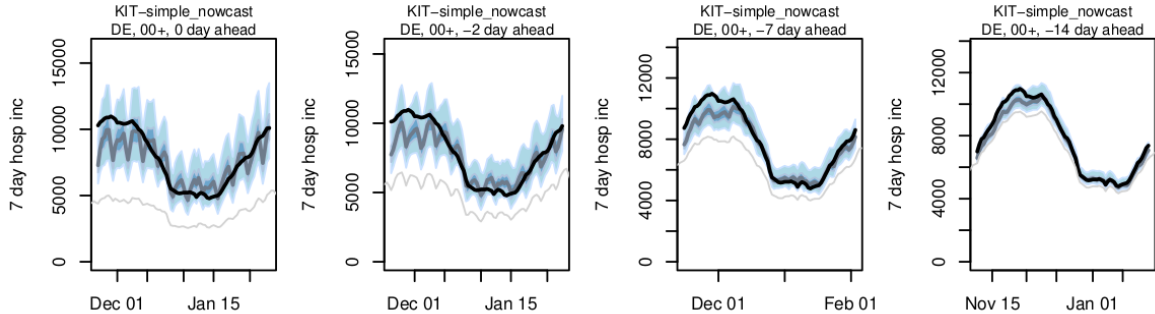 KIT−simple_nowcast
DE, 00+, 0 day ahead
7 day hosp inc
15000
10000
5000
0
Dec 01
Jan 15
KIT−simple_nowcast
DE, 00+, −2 day ahead
7 day hosp inc
15000
10000
5000
0
Dec 01
Jan 15
KIT−simple_nowcast
DE, 00+, −7 day ahead
7 day hosp inc
12000
8000
4000
0
Dec 01
Feb 01
KIT−simple_nowcast
DE, 00+, −14 day ahead
7 day hosp inc
12000
8000
4000
0
Nov 15
Jan 01